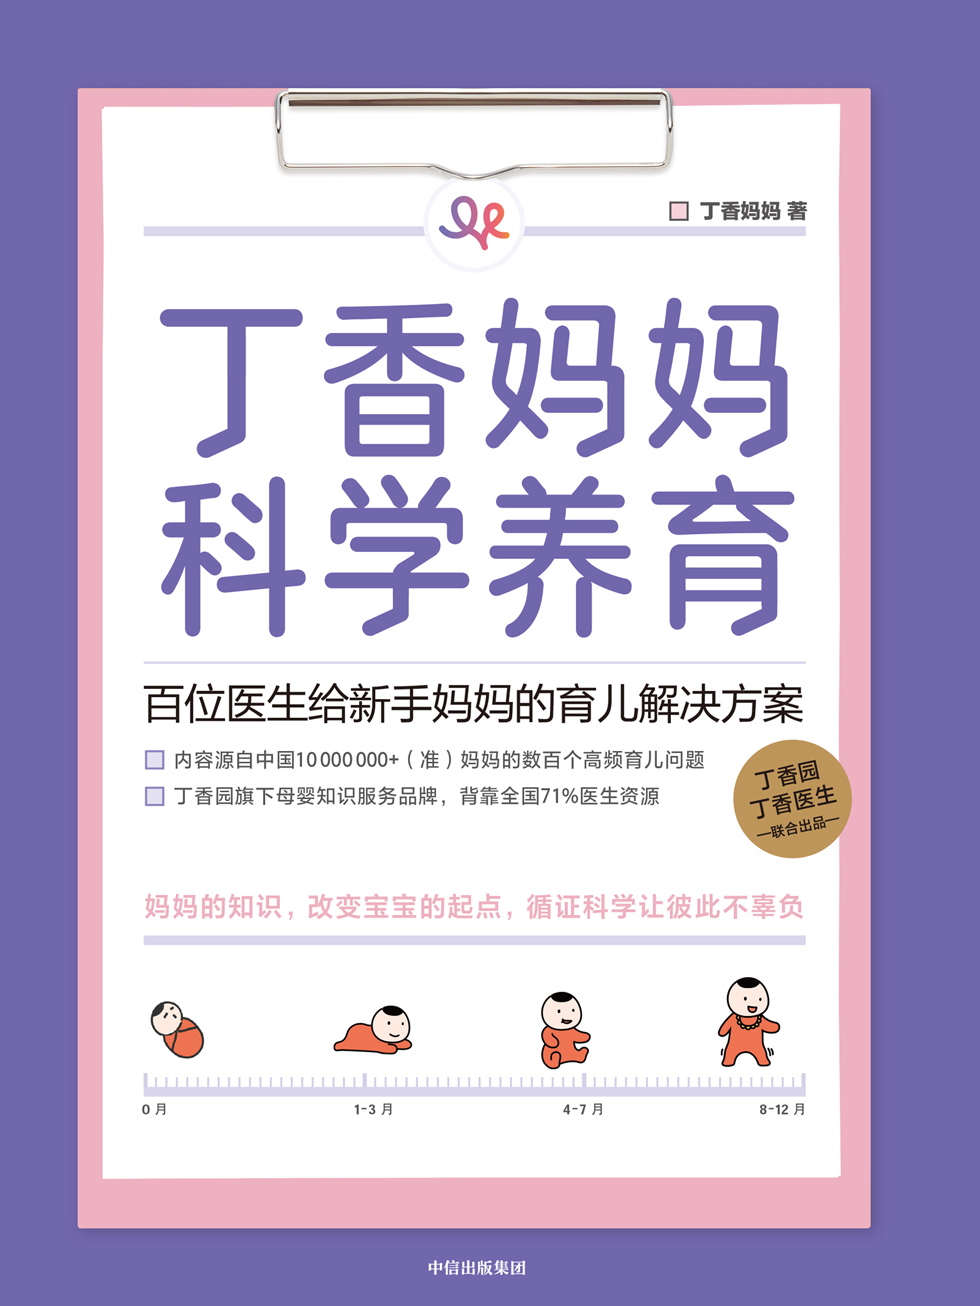 丁香妈妈 著
丁香妈妈
科学养育
百位医生给新手妈妈的育儿解决方案
内容源自中国10 000 000+（准）妈妈的数百个高频育儿问题
丁香园旗下母婴知识服务品牌，背靠全国71%医生资源
丁香园
丁香医生
—联合出品—
妈妈的知识，改变宝宝的起点，循证科学让彼此不辜负
0 月
1-3 月
4-7 月
8-12 月
中信出版集团